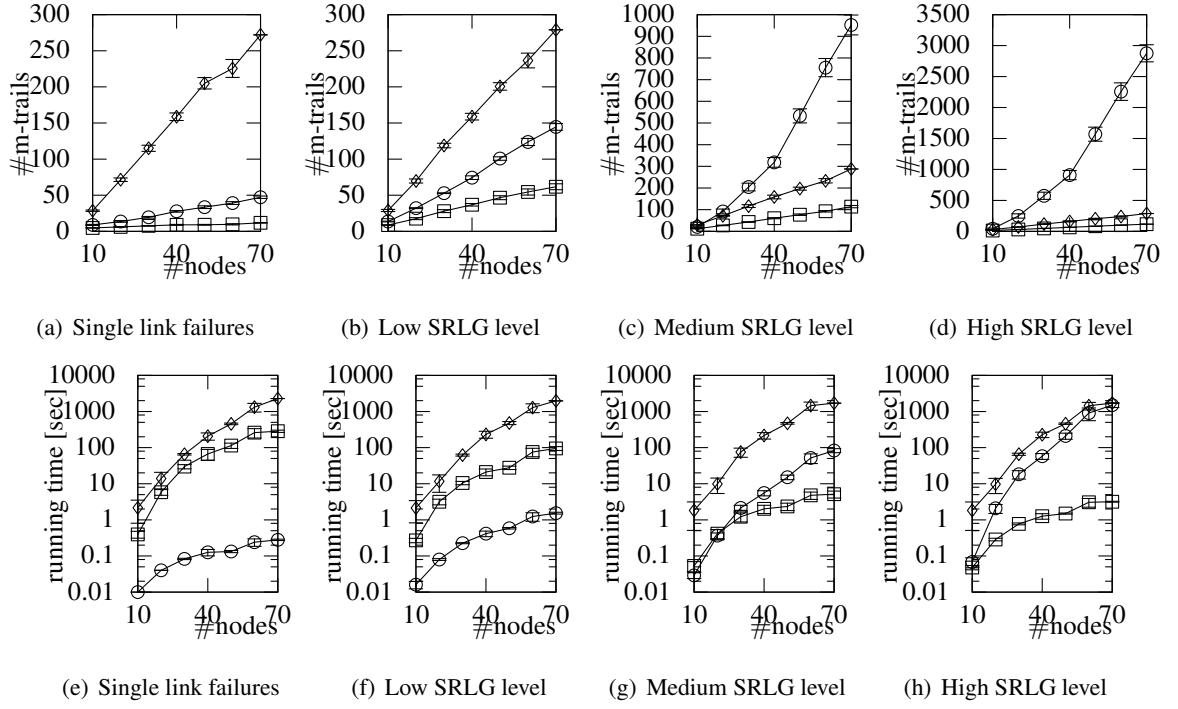 300
250
200
150
100
50
0
10 40 70
#m-trails
#nodes
(a) Single link failures
300
250
200
150
100
50
0
10 40 70
#m-trails
#nodes
(b) Low SRLG level
1000
900
800
700
600
500
400
300
200
100
0
10 40 70
#m-trails
#nodes
(c) Medium SRLG level
3500
3000
2500
2000
1500
1000
500
0
10 40 70
#m-trails
#nodes
(d) High SRLG level
10000
1000
100
10
1
0.1
0.01
10 40 70
running time [sec]
#nodes
(e) Single link failures
10000
1000
100
10
1
0.1
0.01
10 40 70
running time [sec]
#nodes
(f) Low SRLG level
10000
1000
100
10
1
0.1
0.01
10 40 70
running time [sec]
#nodes
(g) Medium SRLG level
10000
1000
100
10
1
0.1
0.01
10 40 70
running time [sec]
#nodes
(h) High SRLG level